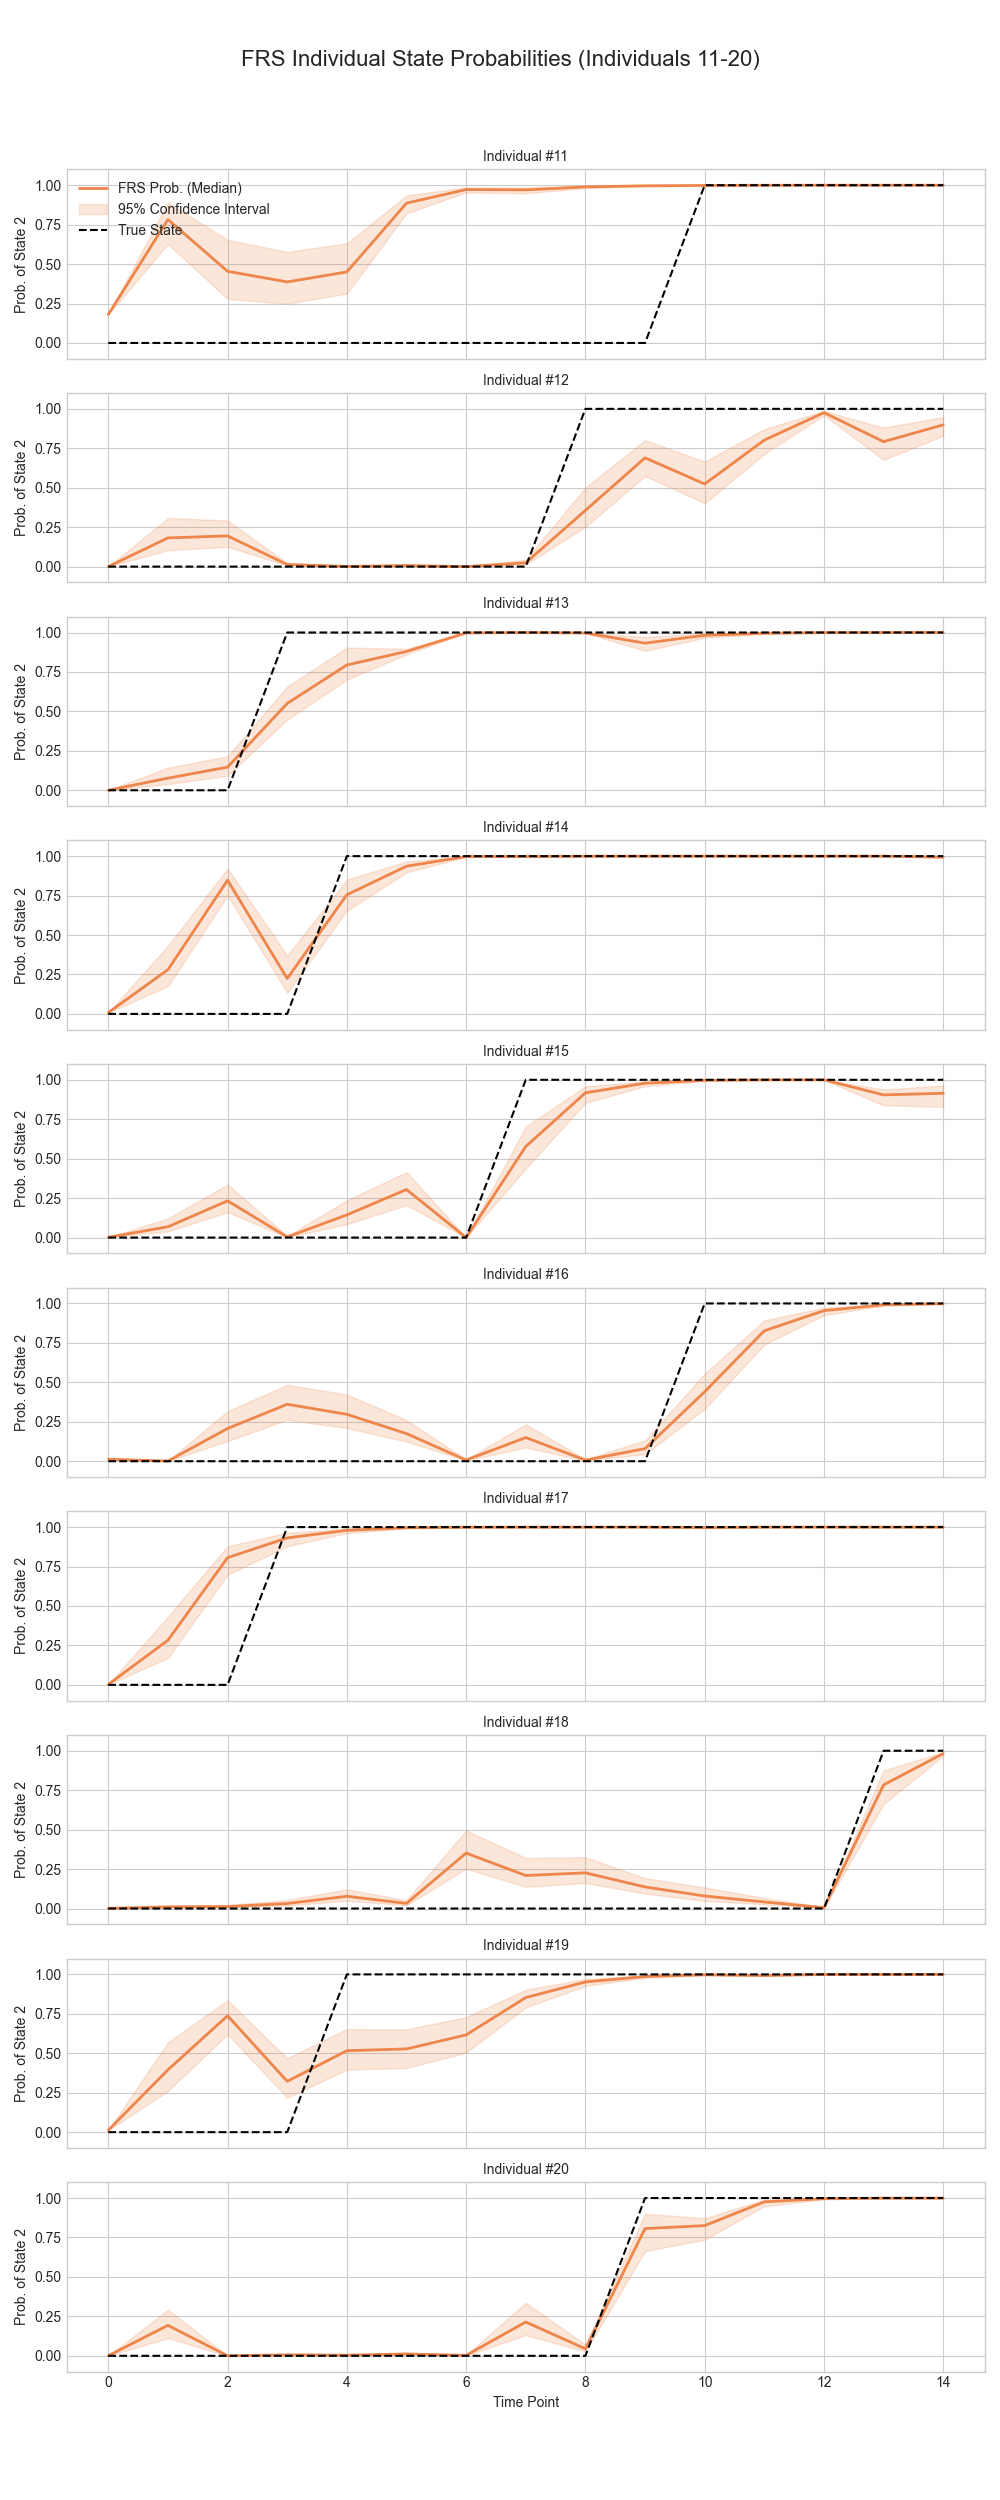 FRS Individual State Probabilities (Individuals 11-20)
Individual #11
FRS Prob. (Median)
95% Confidence Interval
True State
1.00
0.75
0.50
0.25
0.00
Prob. of State 2
Individual #12
1.00
0.75
0.50
0.25
0.00
Prob. of State 2
Individual #13
1.00
0.75
0.50
0.25
0.00
Prob. of State 2
Individual #14
1.00
0.75
0.50
0.25
0.00
Prob. of State 2
Individual #15
1.00
0.75
0.50
0.25
0.00
Prob. of State 2
Individual #16
1.00
0.75
0.50
0.25
0.00
Prob. of State 2
Individual #17
1.00
0.75
0.50
0.25
0.00
Prob. of State 2
Individual #18
1.00
0.75
0.50
0.25
0.00
Prob. of State 2
Individual #19
1.00
0.75
0.50
0.25
0.00
Prob. of State 2
Individual #20
1.00
0.75
0.50
0.25
0.00
Prob. of State 2
0 2 4 6 8 10 12 14
Time Point